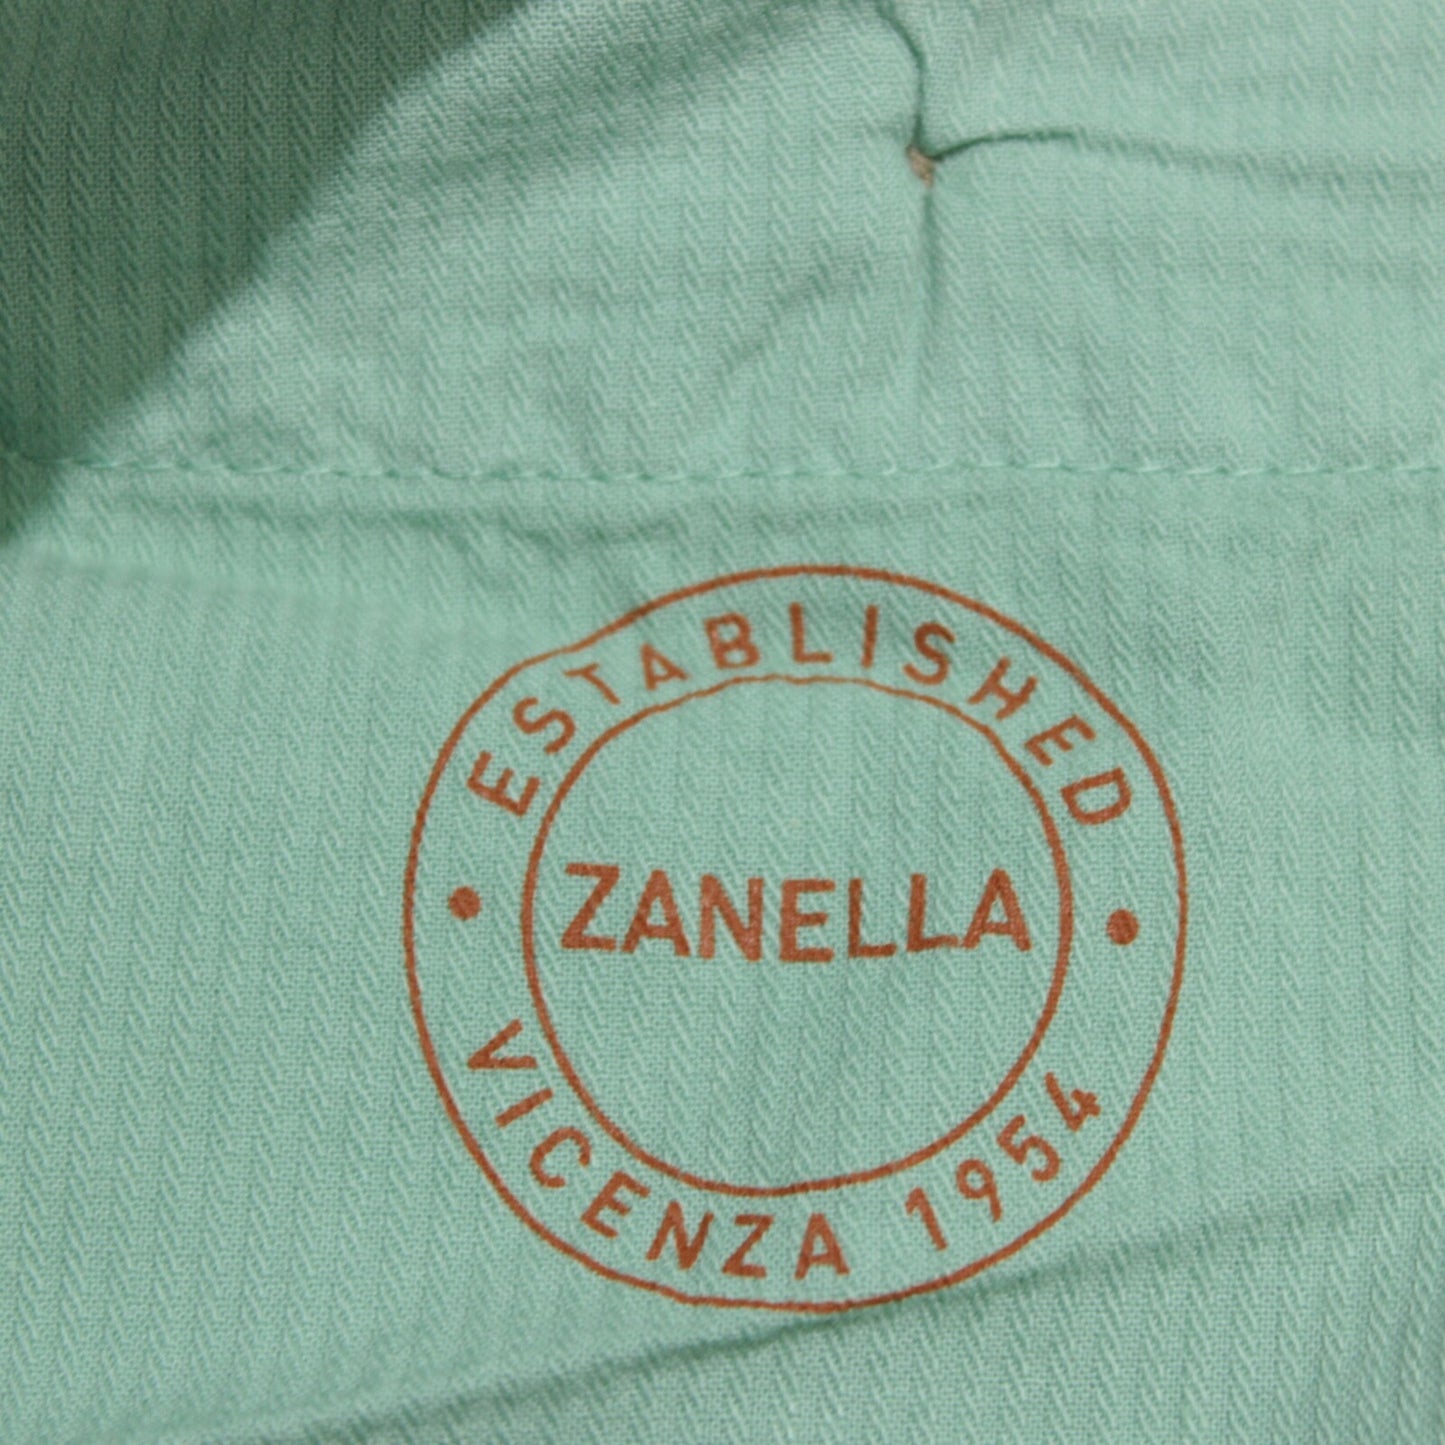 ESTABLISHED
ZANELLA
VICENZA 1954